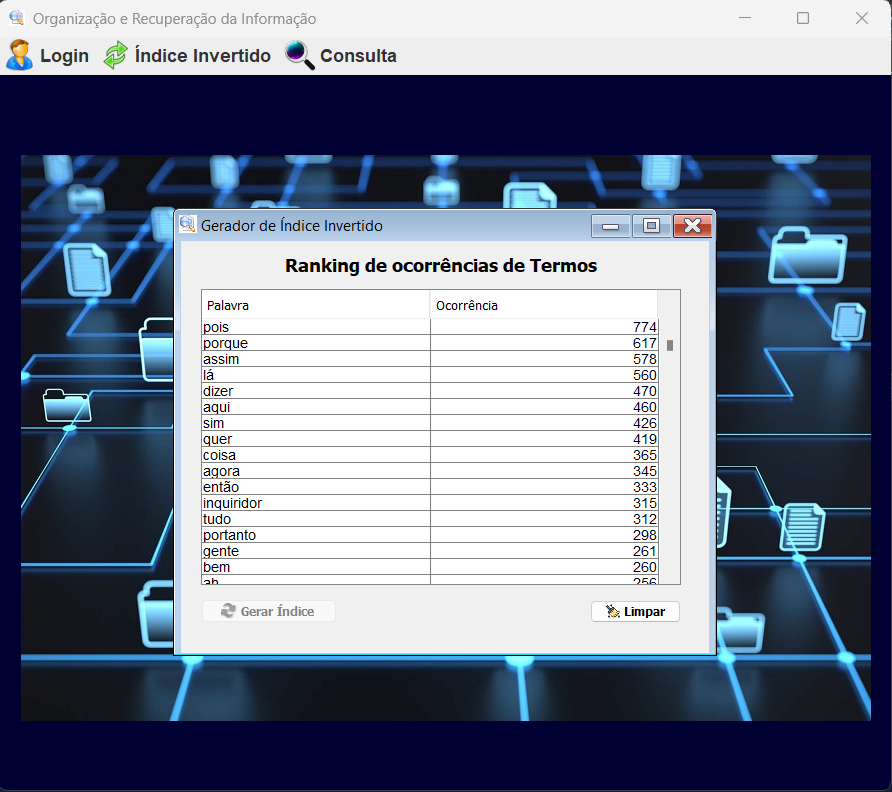 Organização e Recuperação da Informação
Login Índice Invertido Consulta
Gerador de Índice Invertido
Ranking de ocorrências de Termos
Palavra Ocorrência
pois 774
porque 617
assim 578
lá 560
dizer 470
aqui 460
sim 426
quer 419
coisa 365
agora 345
então 333
inquiridor 315
tudo 312
portanto 298
gente 261
bem 260
ah 256
Gerar Índice Limpar